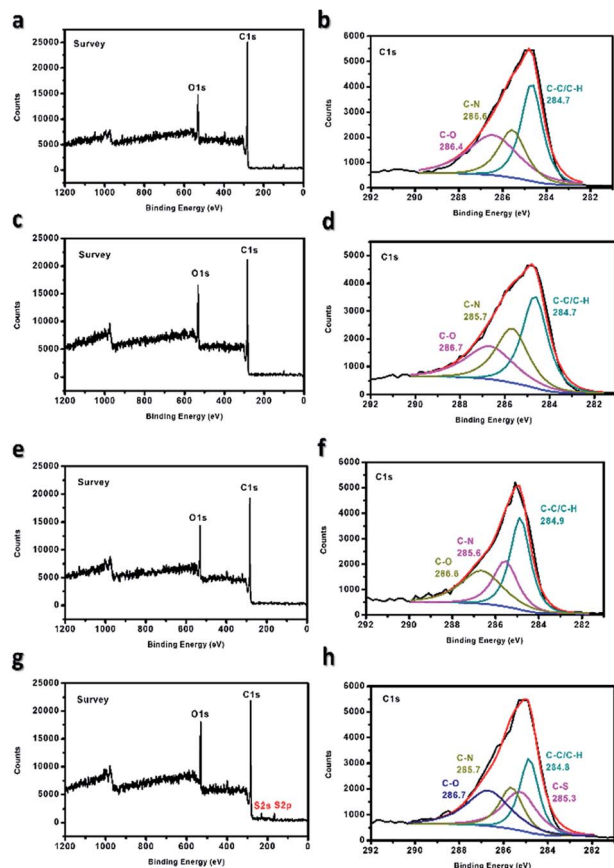 a
25000
20000
15000
10000
5000
0
Counts
Survey
C1s
O1s
1200 1000 800 600 400 200 0
Binding Energy (eV)
b
6000
5000
4000
3000
2000
1000
0
Counts
C1s
C-C/C-H
284.7
C-N
285.6
C-O
286.4
292 290 288 286 284 282
Binding Energy (eV)
c
25000
20000
15000
10000
5000
0
Counts
Survey
C1s
O1s
1200 1000 800 600 400 200 0
Binding Energy (eV)
d
6000
5000
4000
3000
2000
1000
0
Counts
C1s
C-C/C-H
284.7
C-N
285.7
C-O
286.7
292 290 288 286 284 282
Binding Energy (eV)
e
25000
20000
15000
10000
5000
0
Counts
Survey
C1s
O1s
1200 1000 800 600 400 200 0
Binding Energy (eV)
f
6000
5000
4000
3000
2000
1000
0
Counts
C1s
C-C/C-H
284.9
C-N
285.6
C-O
286.6
292 290 288 286 284 282
Binding Energy (eV)
g
25000
20000
15000
10000
5000
0
Counts
Survey
C1s
O1s
S2s S2p
1200 1000 800 600 400 200 0
Binding Energy (eV)
h
6000
5000
4000
3000
2000
1000
0
Counts
C1s
C-C/C-H
284.8
C-N
285.7
C-O
286.7
C-S
285.3
292 290 288 286 284 282
Binding Energy (eV)